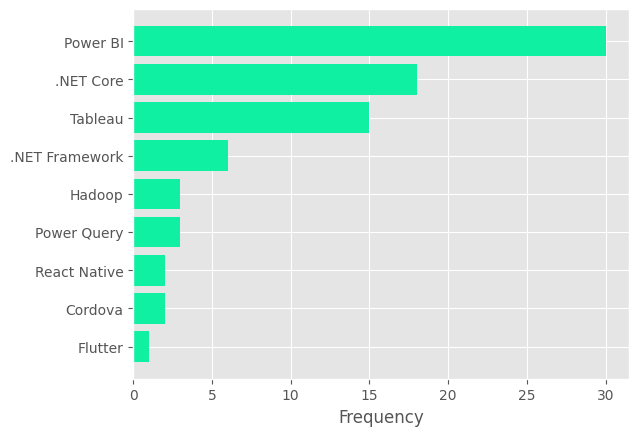 Power BI
.NET Core
Tableau
.NET Framework
Hadoop
Power Query
React Native
Cordova
Flutter
0 5 10 15 20 25 30
Frequency